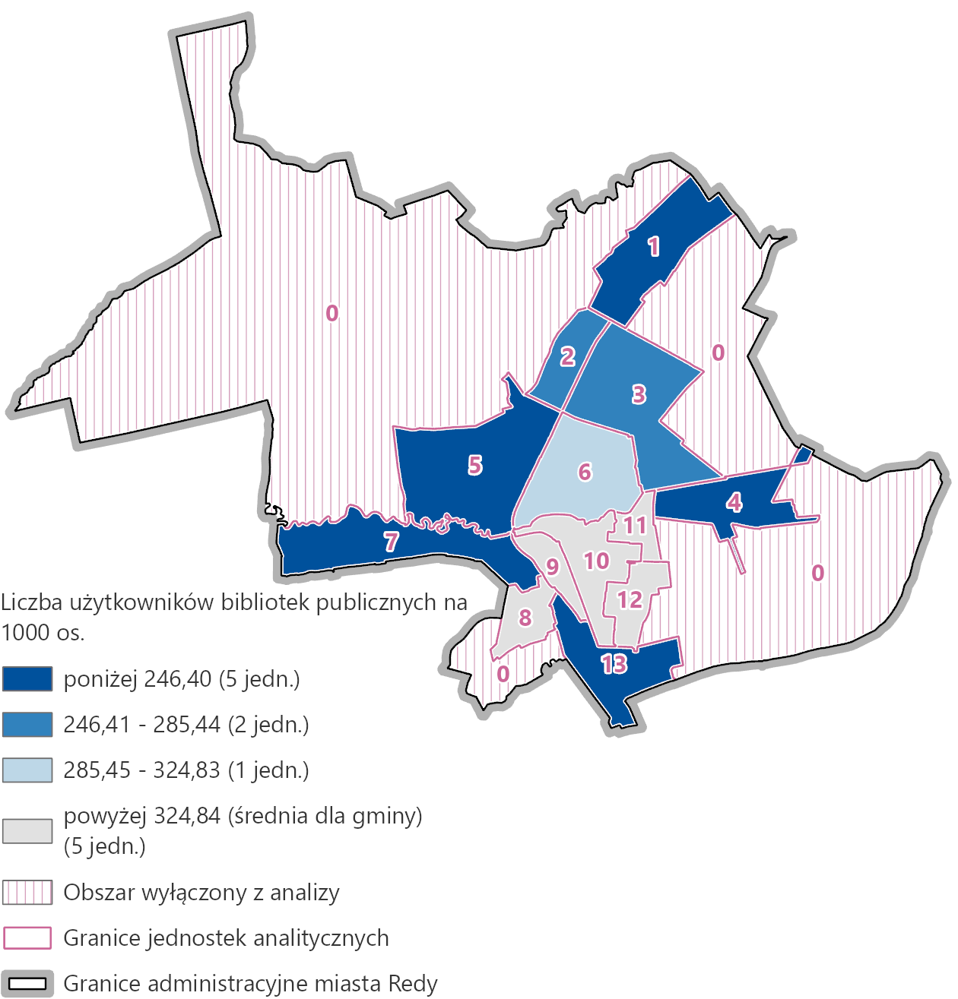 1
0
0
2
3
5
6
4
11
7
10
9
0
12
8
13
0
Liczba użytkowników bibliotek publicznych na
1000 os.
poniżej 246,40 (5 jedn.)
246,41 - 285,44 (2 jedn.)
285,45 - 324,83 (1 jedn.)
powyżej 324,84 (średnia dla gminy)
(5 jedn.)
Obszar wyłączony z analizy
Granice jednostek analitycznych
Granice administracyjne miasta Redy